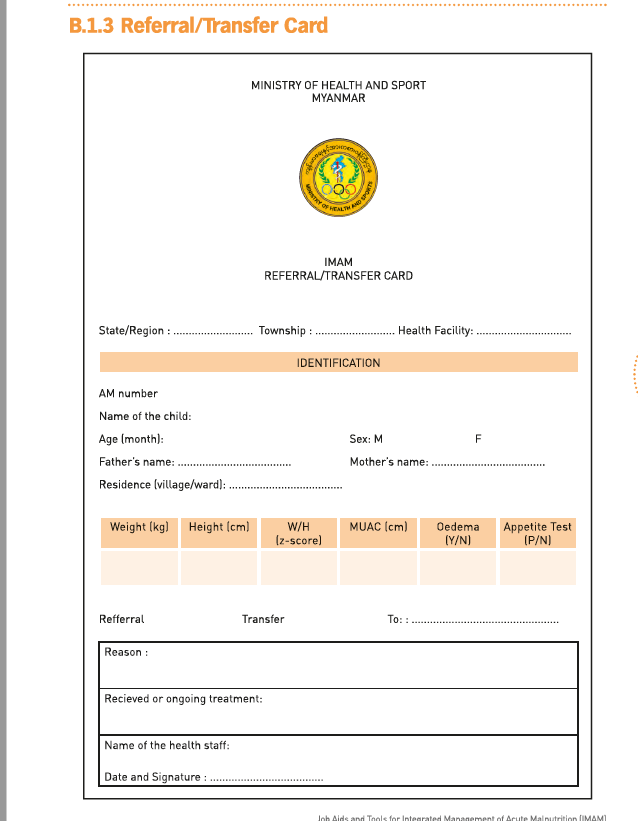 B.1.3 Referral/Transfer Card
MINISTRY OF HEALTH AND SPORT
MYANMAR
MINISTRY OF HEALTH AND SPORTS
IMAM
REFERRAL/TRANSFER CARD
State/Region : .......................... Township : .......................... Health Facility: ...............................
IDENTIFICATION
AM number
Name of the child:
Age (month): Sex: M F
Father's name: ..................................... Mother's name: .....................................
Residence (village/ward): .....................................
Weight (kg) Height (cm) W/H (z-score) MUAC (cm) Oedema (Y/N) Appetite Test (P/N)
Refferral Transfer To: : ................................................
Reason :
Recieved or ongoing treatment:
Name of the health staff:
Date and Signature : .....................................
Job Aids and Tools for Integrated Management of Acute Malnutrition (IMAM)